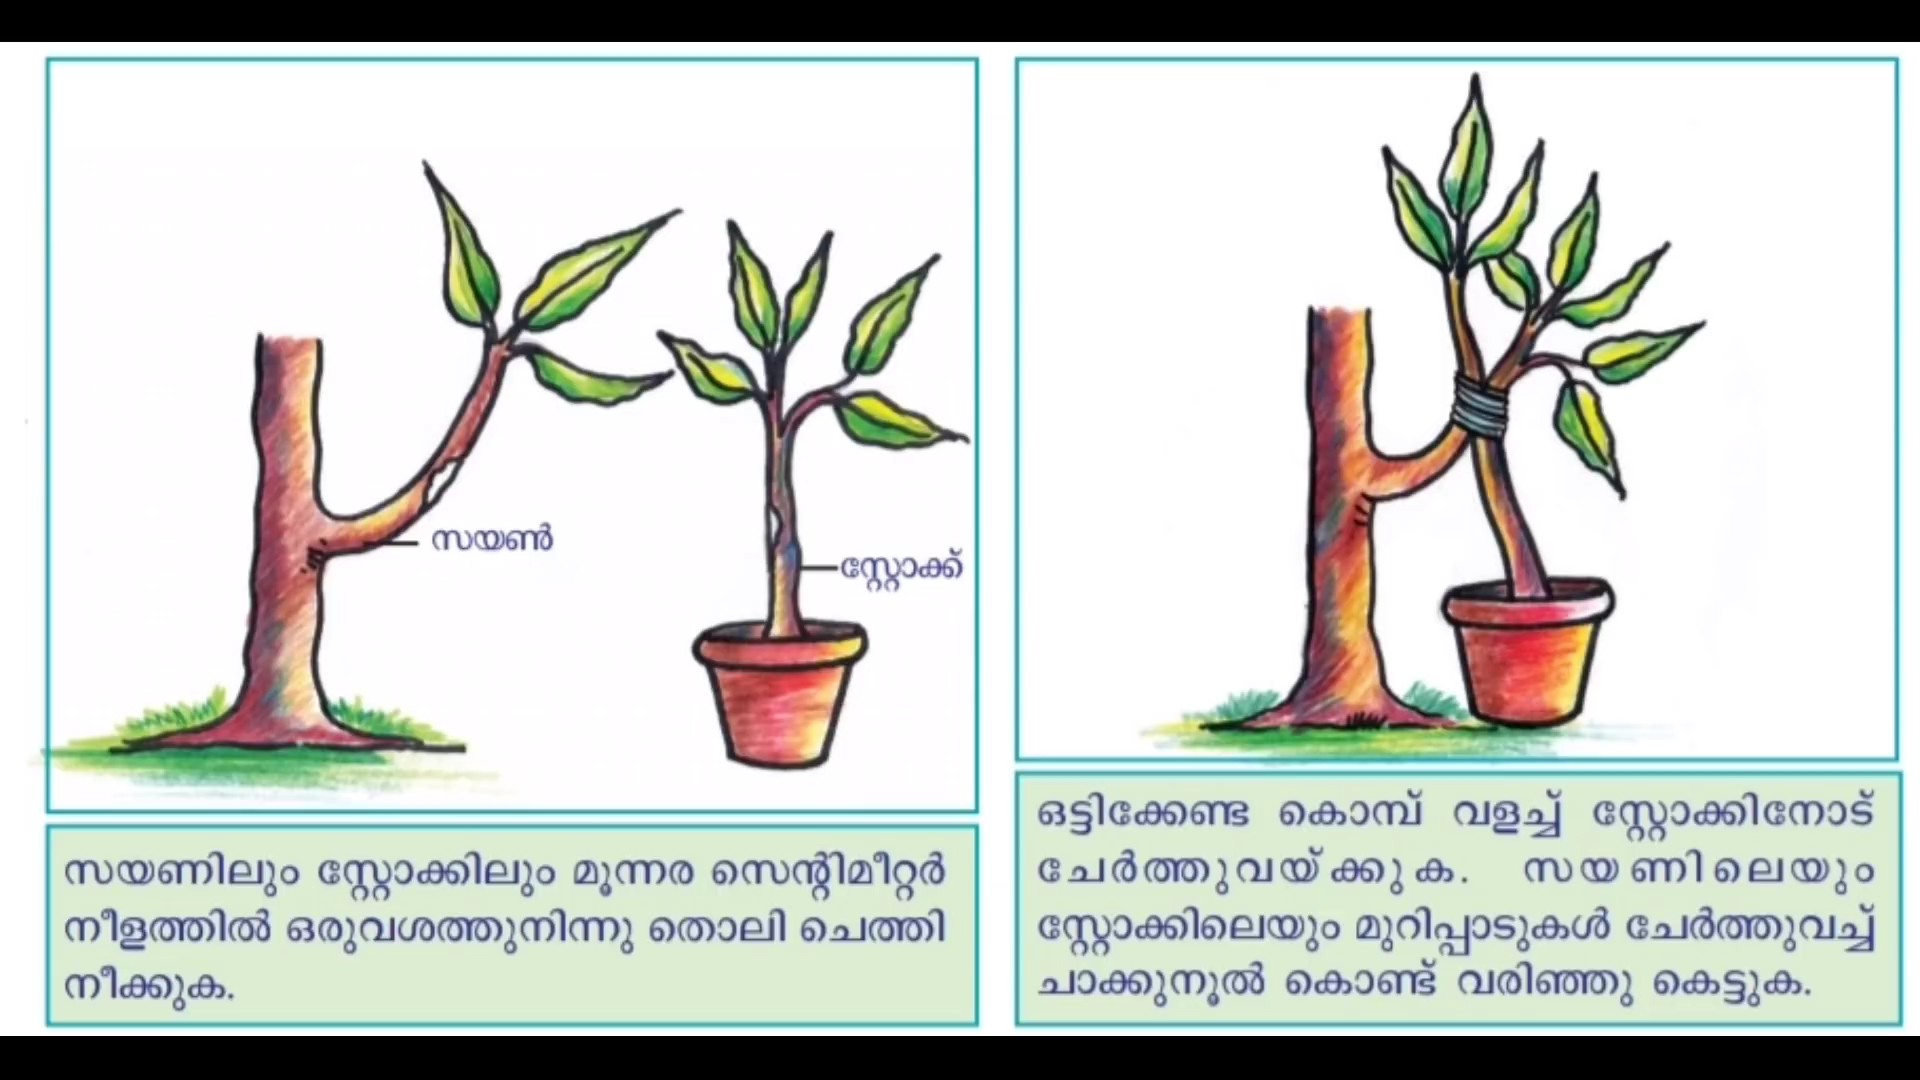 സയൺ
സ്റ്റോക്ക്
സയണിലും സ്റ്റോക്കിലും മൂന്നര സെന്റിമീറ്റർ
നീളത്തിൽ ഒരുവശത്തുനിന്നു തൊലി ചെത്തി
നീക്കുക.
ഒട്ടിക്കേണ്ട കൊമ്പ് വളച്ച് സ്റ്റോക്കിനോട്
ചേർത്തുവയ്ക്കുക. സയണിലെയും
സ്റ്റോക്കിലെയും മുറിപ്പാടുകൾ ചേർത്തുവച്ച്
ചാക്കുനൂൽ കൊണ്ട് വരിഞ്ഞു കെട്ടുക.